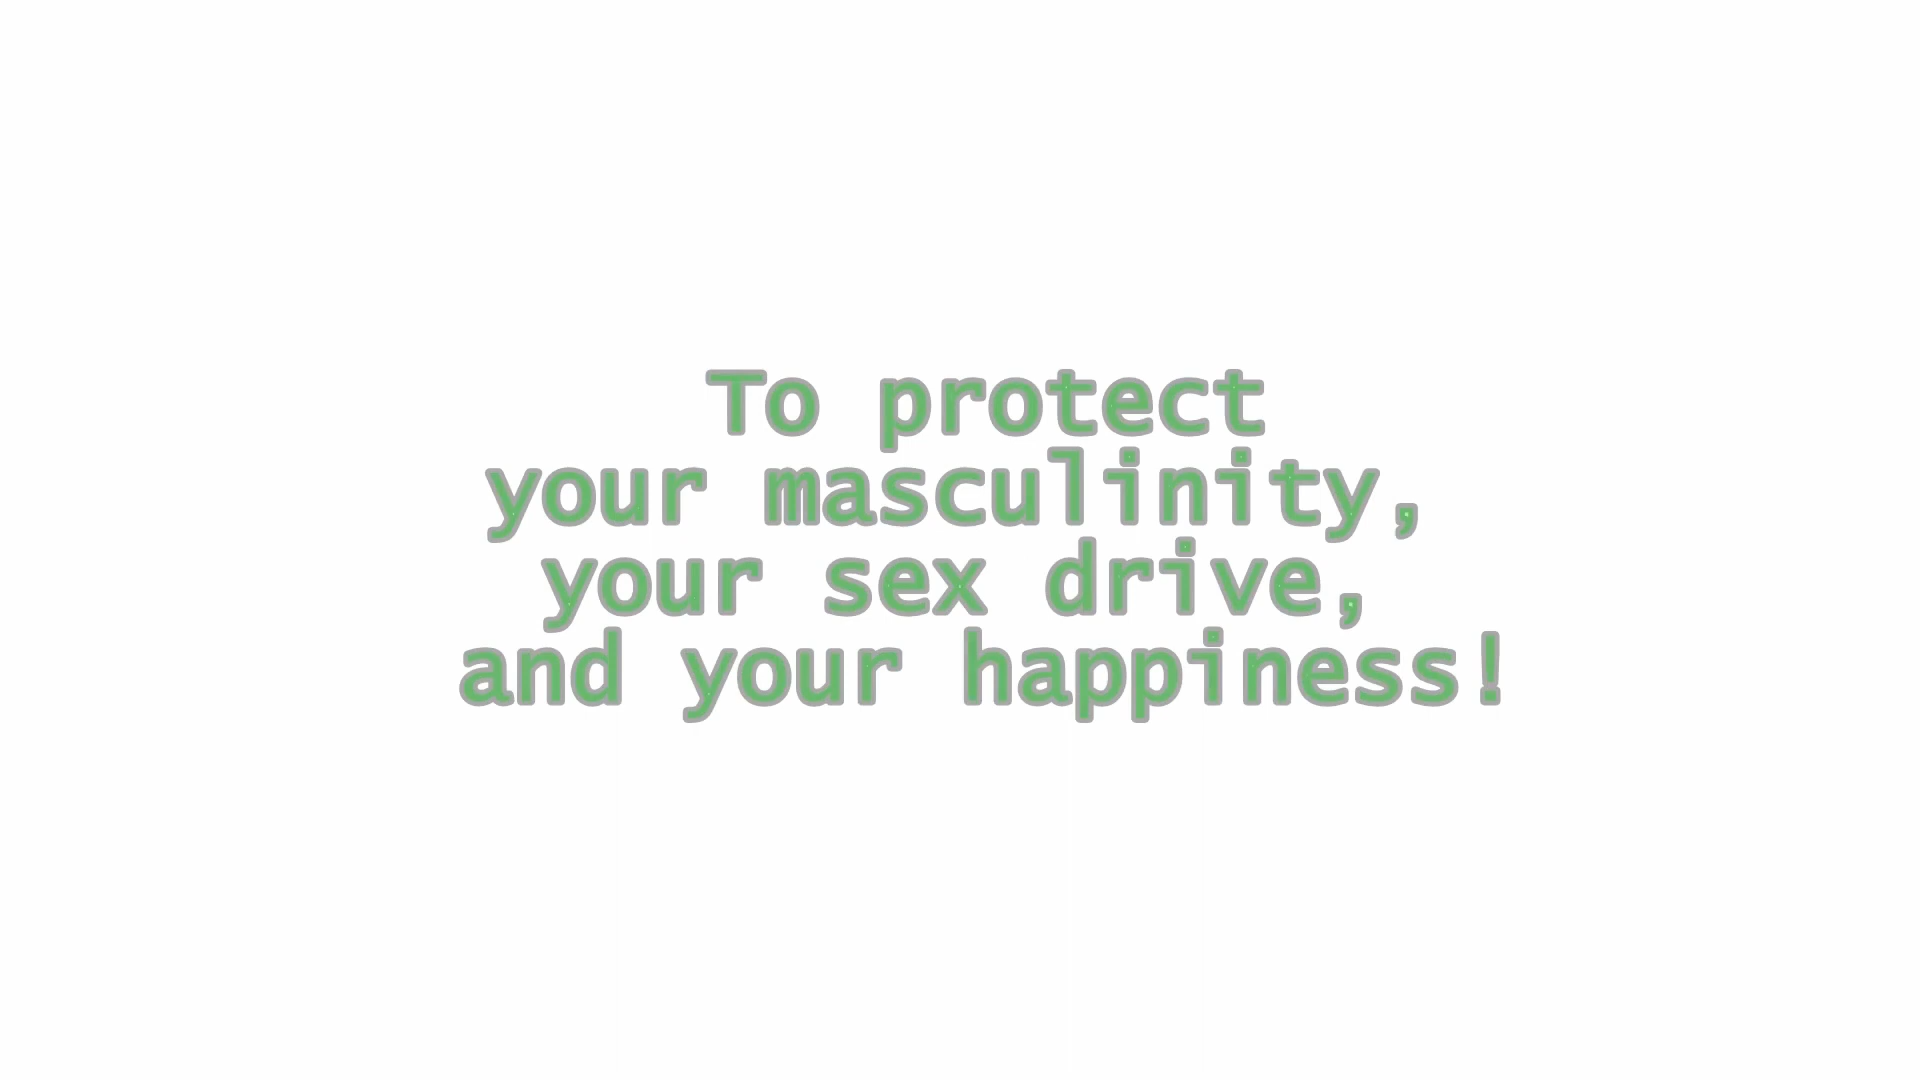 To protect
your masculinity,
your sex drive,
and your happiness!